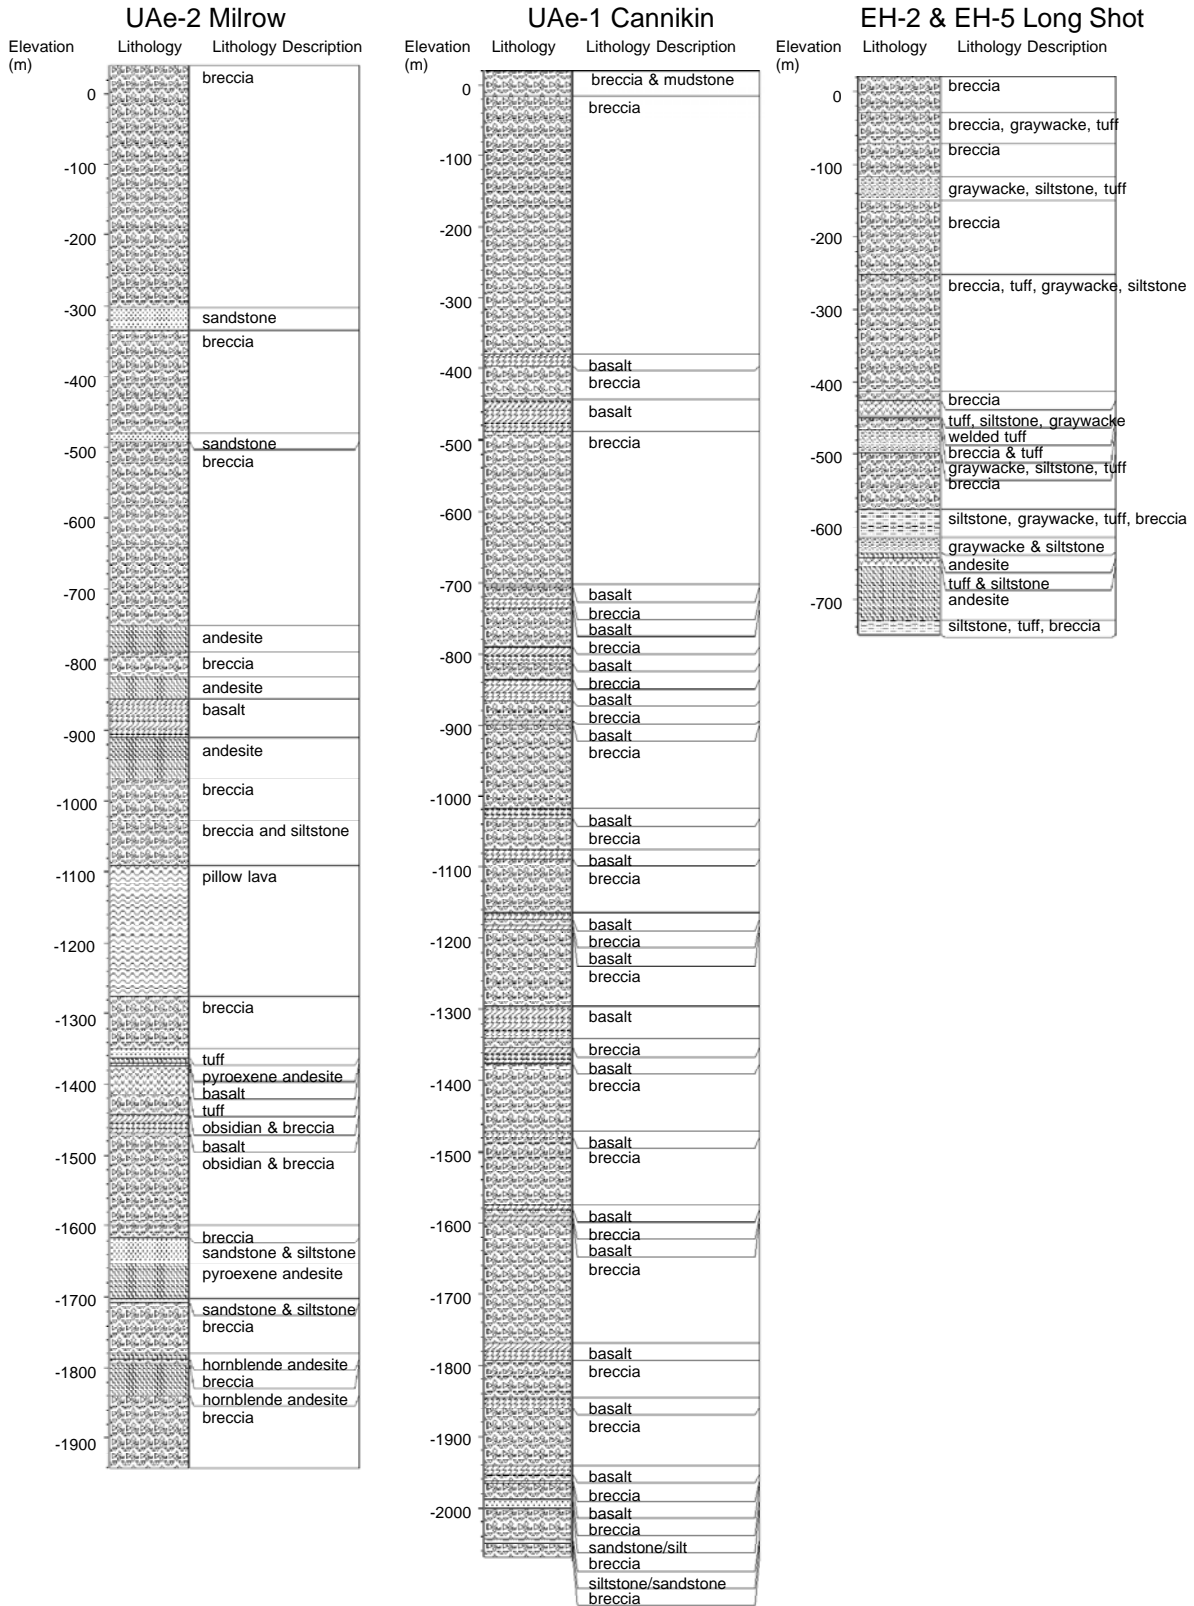 UAe-2 Milrow
Elevation
(m)
Lithology
Lithology Description
0
-100
-200
-300
-400
-500
-600
-700
-800
-900
-1000
-1100
-1200
-1300
-1400
-1500
-1600
-1700
-1800
-1900
breccia
sandstone
breccia
sandstone
breccia
andesite
breccia
andesite
basalt
andesite
breccia
breccia and siltstone
pillow lava
breccia
tuff
pyroexene andesite
basalt
tuff
obsidian & breccia
basalt
obsidian & breccia
breccia
sandstone & siltstone
pyroexene andesite
sandstone & siltstone
breccia
hornblende andesite
breccia
hornblende andesite
breccia
UAe-1 Cannikin
Elevation
(m)
Lithology
Lithology Description
0
-100
-200
-300
-400
-500
-600
-700
-800
-900
-1000
-1100
-1200
-1300
-1400
-1500
-1600
-1700
-1800
-1900
-2000
breccia & mudstone
breccia
basalt
breccia
basalt
breccia
basalt
breccia
basalt
breccia
basalt
breccia
basalt
breccia
basalt
breccia
basalt
breccia
basalt
breccia
basalt
breccia
basalt
breccia
basalt
breccia
basalt
breccia
basalt
breccia
basalt
breccia
basalt
breccia
basalt
breccia
basalt
breccia
basalt
breccia
basalt
breccia
sandstone/silt
breccia
siltstone/sandstone
breccia
EH-2 & EH-5 Long Shot
Elevation
(m)
Lithology
Lithology Description
0
-100
-200
-300
-400
-500
-600
-700
breccia
breccia, graywacke, tuff
breccia
graywacke, siltstone, tuff
breccia
breccia, tuff, graywacke, siltstone
breccia
tuff, siltstone, graywacke
welded tuff
breccia & tuff
graywacke, siltstone, tuff
breccia
siltstone, graywacke, tuff, breccia
graywacke & siltstone
andesite
tuff & siltstone
andesite
siltstone, tuff, breccia